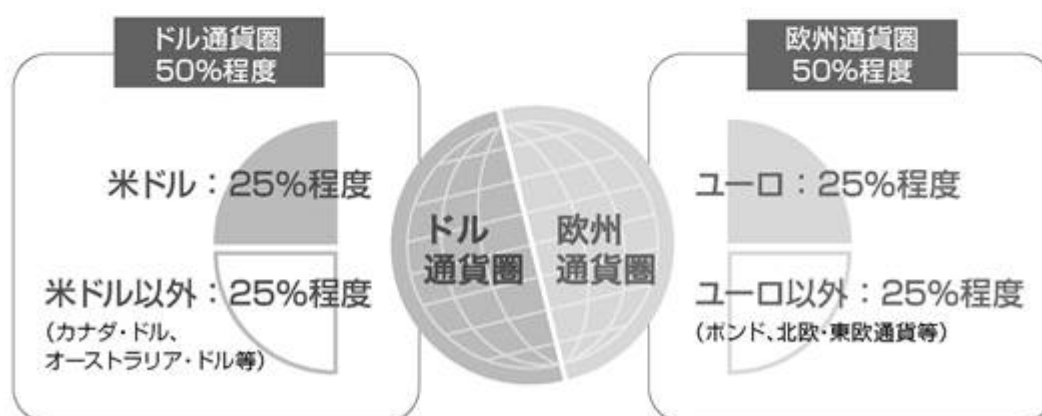 ドル通貨圏
50%程度
米ドル：25%程度
米ドル以外：25%程度
(カナダ・ドル、
オーストラリア・ドル等)
ドル
通貨圏
欧州
通貨圏
欧州通貨圏
50%程度
ユーロ：25%程度
ユーロ以外：25%程度
(ポンド、北欧・東欧通貨等)